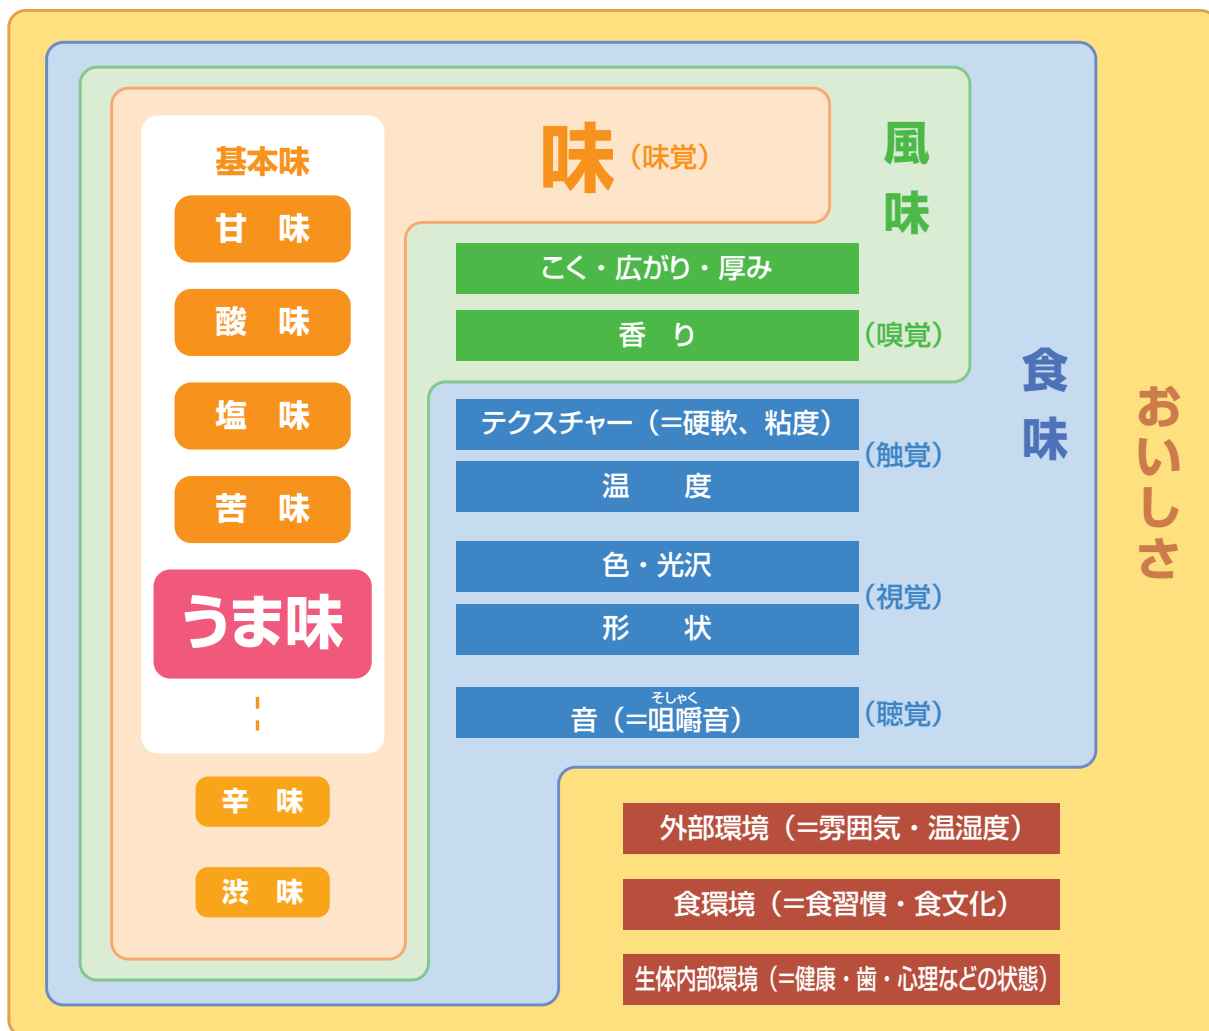 基本味
甘　味
酸　味
塩　味
苦　味
うま味
辛　味
渋　味
味（味覚）
風味
こく・広がり・厚み
香　り
（嗅覚）
食味
テクスチャー（＝硬軟、粘度）
（触覚）
温　　度
色・光沢
（視覚）
形　　状
そしゃく
音（＝咀嚼音）
（聴覚）
おいしさ
外部環境（＝雰囲気・温湿度）
食環境（＝食習慣・食文化）
生体内部環境（＝健康・歯・心理などの状態）